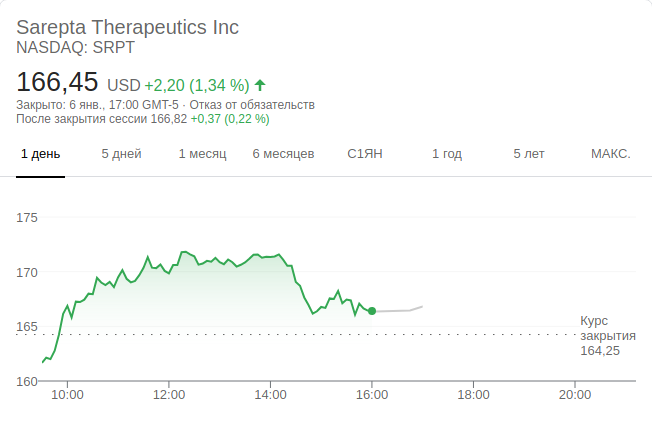 Sarepta Therapeutics Inc
NASDAQ: SRPT
166,45 USD +2,20 (1,34 %)
Закрыто: 6 янв., 17:00 GMT-5 · Отказ от обязательств
После закрытия сессии 166,82 +0,37 (0,22 %)
1 день 5 дней 1 месяц 6 месяцев С1ЯН 1 год 5 лет МАКС.
175
170
165
160
Курс
закрытия
164,25
10:00 12:00 14:00 16:00 18:00 20:00